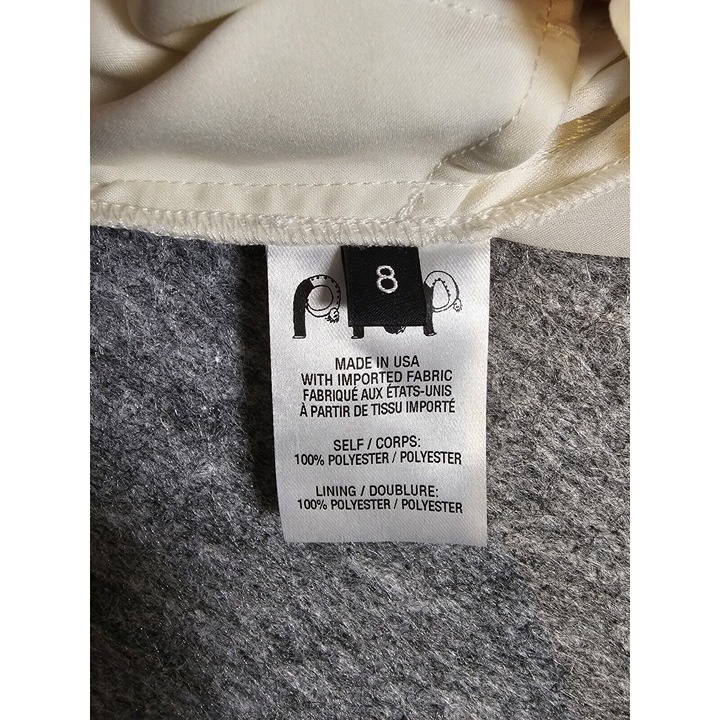 8
MADE IN USA
WITH IMPORTED FABRIC
FABRIQUÉ AUX ÉTATS-UNIS
À PARTIR DE TISSU IMPORTÉ
SELF / CORPS:
100% POLYESTER / POLYESTER
LINING / DOUBLURE:
100% POLYESTER / POLYESTER